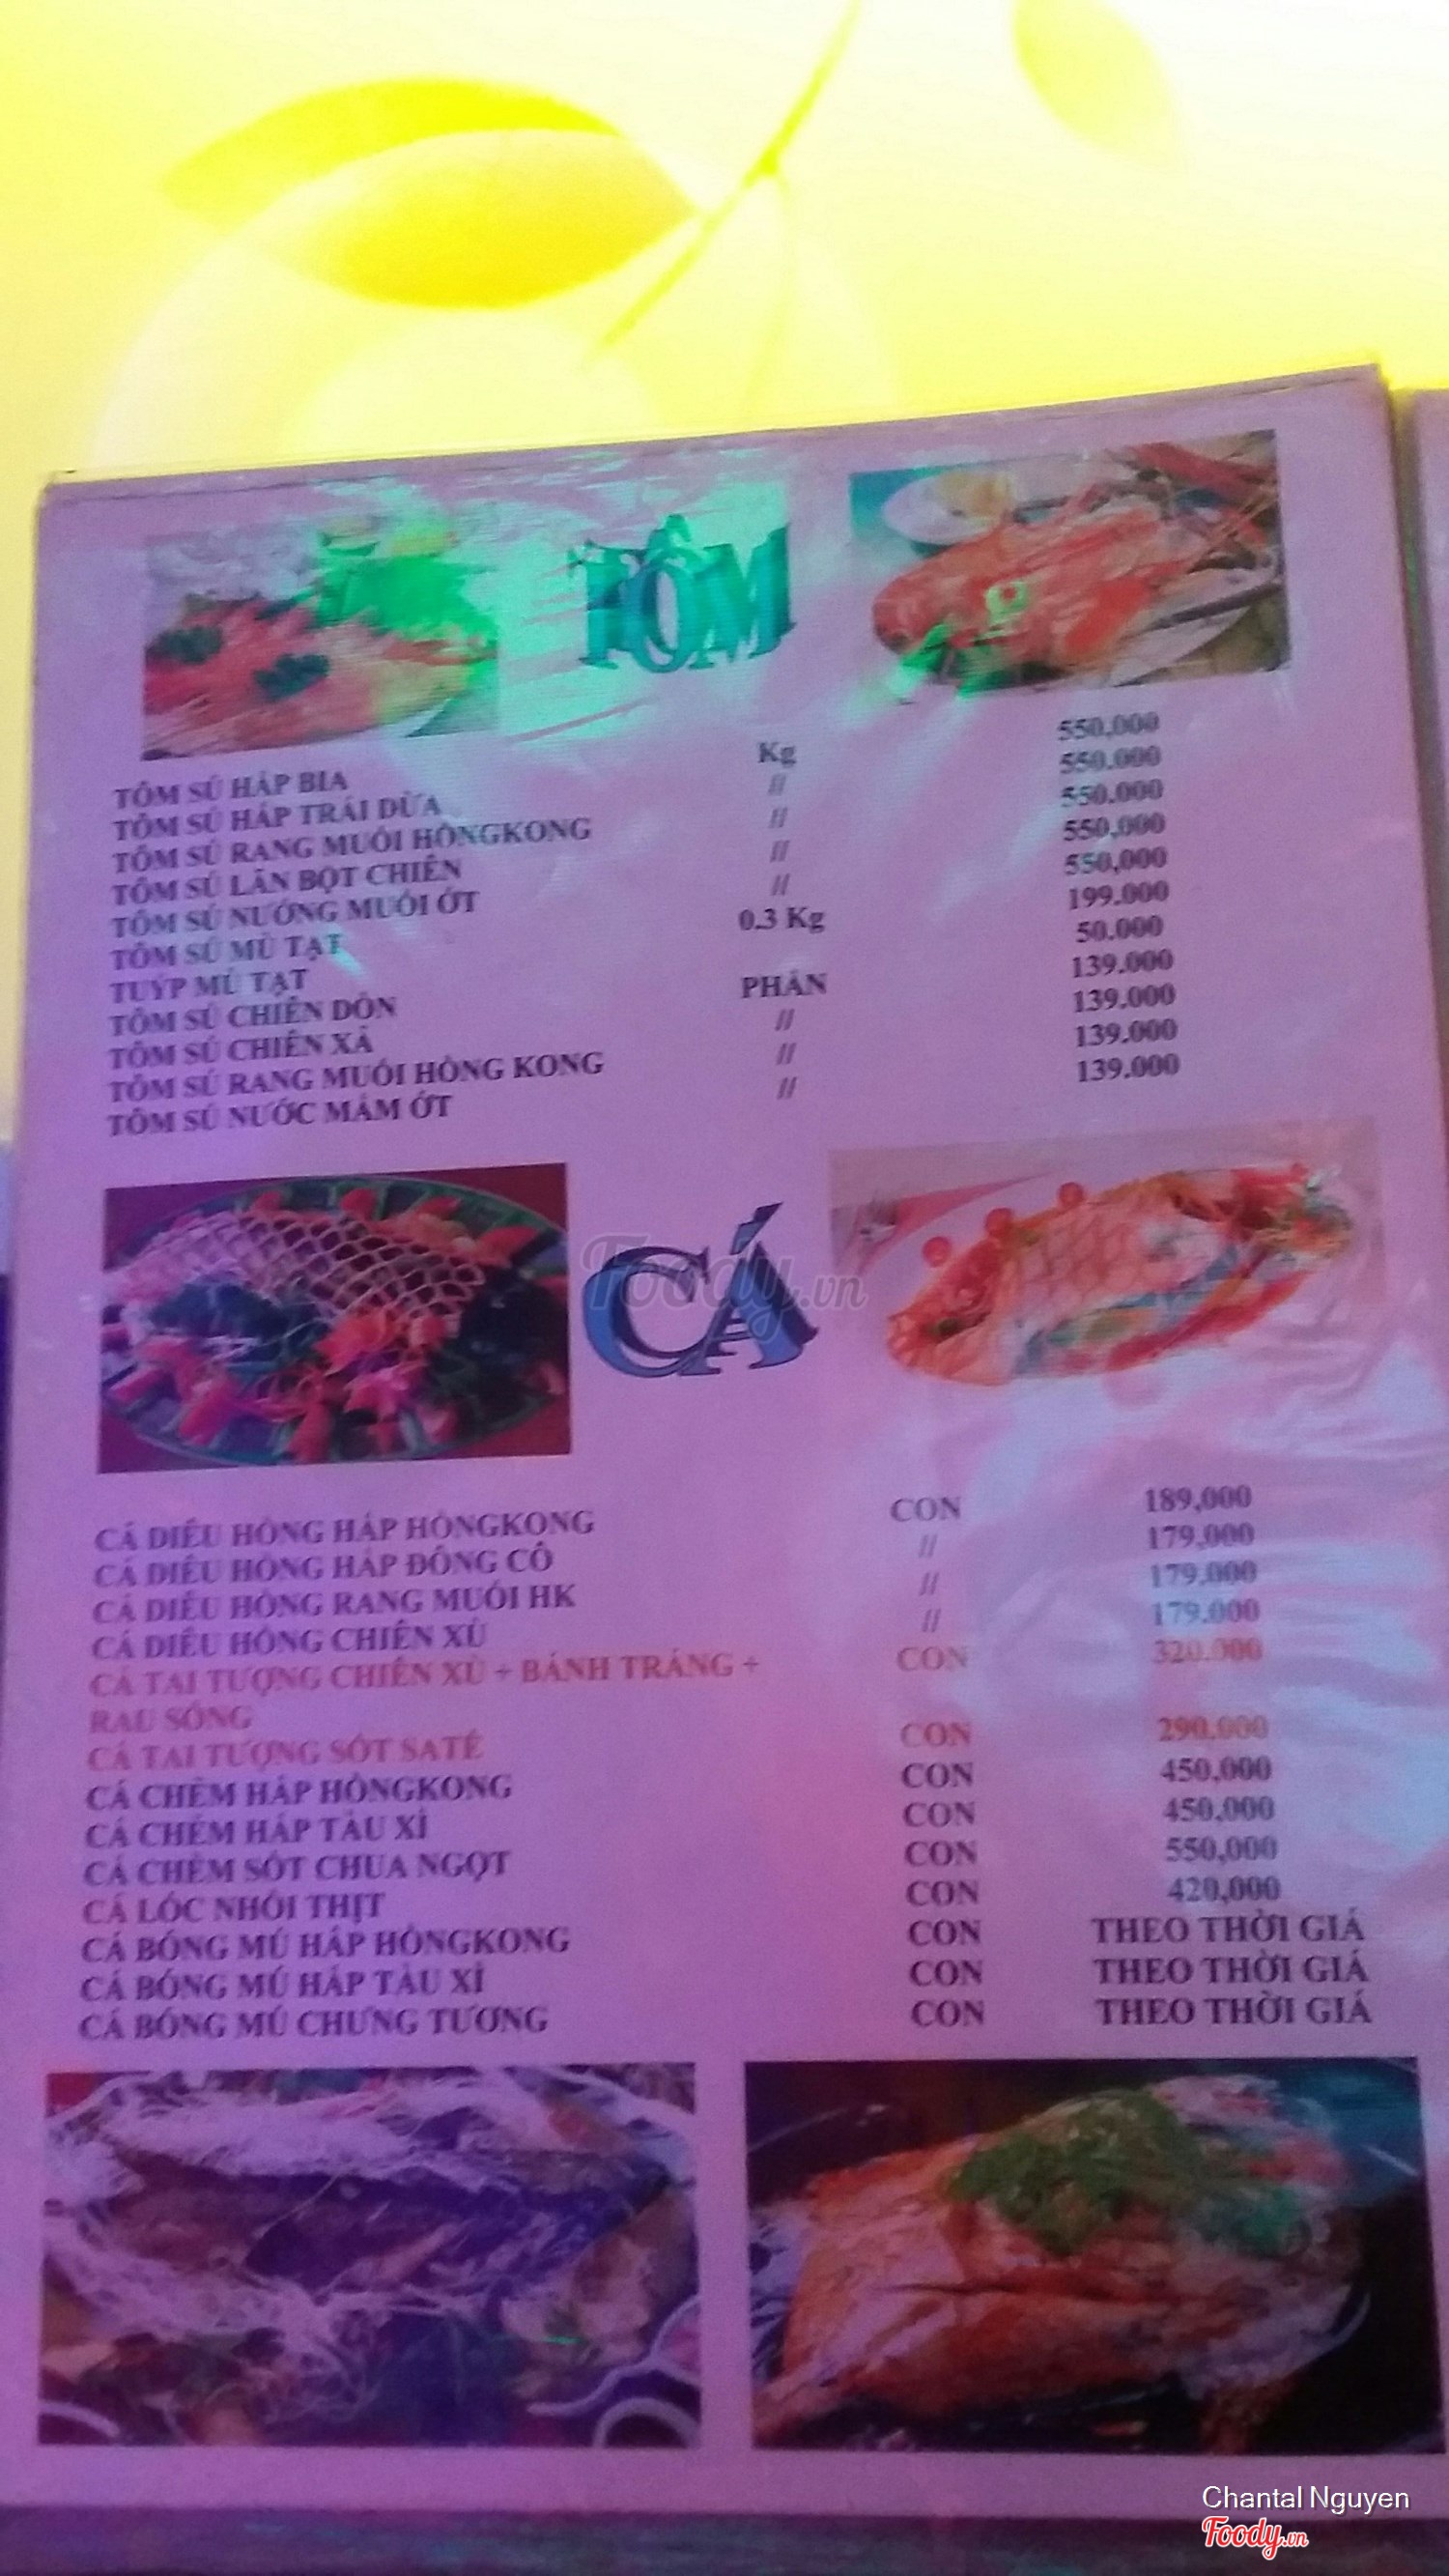 TÔM
TÔM SÚ HẤP BIA Kg 550,000
TÔM SÚ HẤP TRÁI DỪA // 550.000
TÔM SÚ RANG MUỐI HÒNGKONG // 550.000
TÔM SÚ LĂN BỘT CHIÊN // 550,000
TÔM SÚ NƯỚNG MUỐI ỚT // 550,000
TÔM SÚ MÙ TẠT 0.3 Kg 199.000
TUÝP MÙ TẠT 50.000
TÔM SÚ CHIÊN DÒN PHẦN 139.000
TÔM SÚ CHIÊN XẢ // 139.000
TÔM SÚ RANG MUỐI HỒNG KONG // 139.000
TÔM SÚ NƯỚC MẮM ỚT // 139.000
CÁ
Foody.vn
CÁ DIÊU HỒNG HẤP HỒNGKONG CON 189,000
CÁ DIÊU HỒNG HẤP ĐÔNG CÔ // 179,000
CÁ DIÊU HỒNG RANG MUỐI HK // 179.000
CÁ DIÊU HỒNG CHIÊN XÙ // 179.000
CÁ TAI TƯỢNG CHIÊN XÙ + BÁNH TRÁNG + CON 320.000
RAU SỐNG
CÁ TAI TƯỢNG SỐT SATẾ CON 290.000
CÁ CHẼM HẤP HỒNGKONG CON 450,000
CÁ CHẼM HẤP TÀU XÌ CON 450,000
CÁ CHẼM SỐT CHUA NGỌT CON 550,000
CÁ LÓC NHỒI THỊT CON 420,000
CÁ BÓNG MÚ HẤP HỒNGKONG CON THEO THỜI GIÁ
CÁ BÓNG MÚ HẤP TÀU XÌ CON THEO THỜI GIÁ
CÁ BÓNG MÚ CHƯNG TƯƠNG CON THEO THỜI GIÁ
Chantal Nguyen
Foody.vn